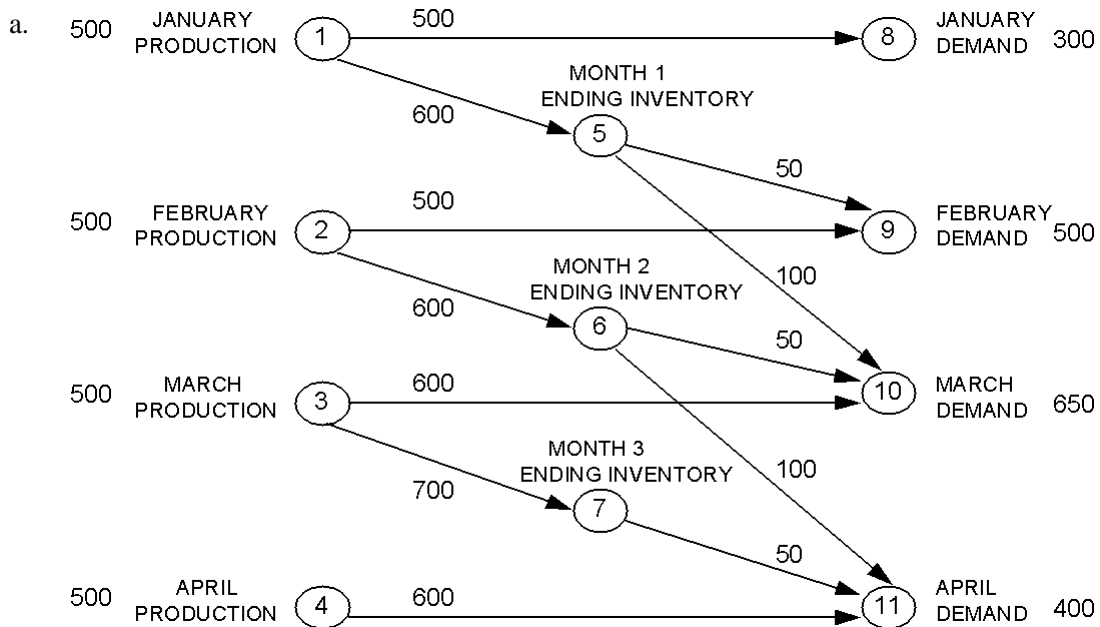 a.
500 JANUARY PRODUCTION 1 500 8 JANUARY DEMAND 300
MONTH 1
ENDING INVENTORY
600 5
50
500 FEBRUARY PRODUCTION 2 500 9 FEBRUARY DEMAND 500
MONTH 2
ENDING INVENTORY
100
600 6
50
500 MARCH PRODUCTION 3 600 10 MARCH DEMAND 650
MONTH 3
ENDING INVENTORY
100
700 7
50
500 APRIL PRODUCTION 4 600 11 APRIL DEMAND 400